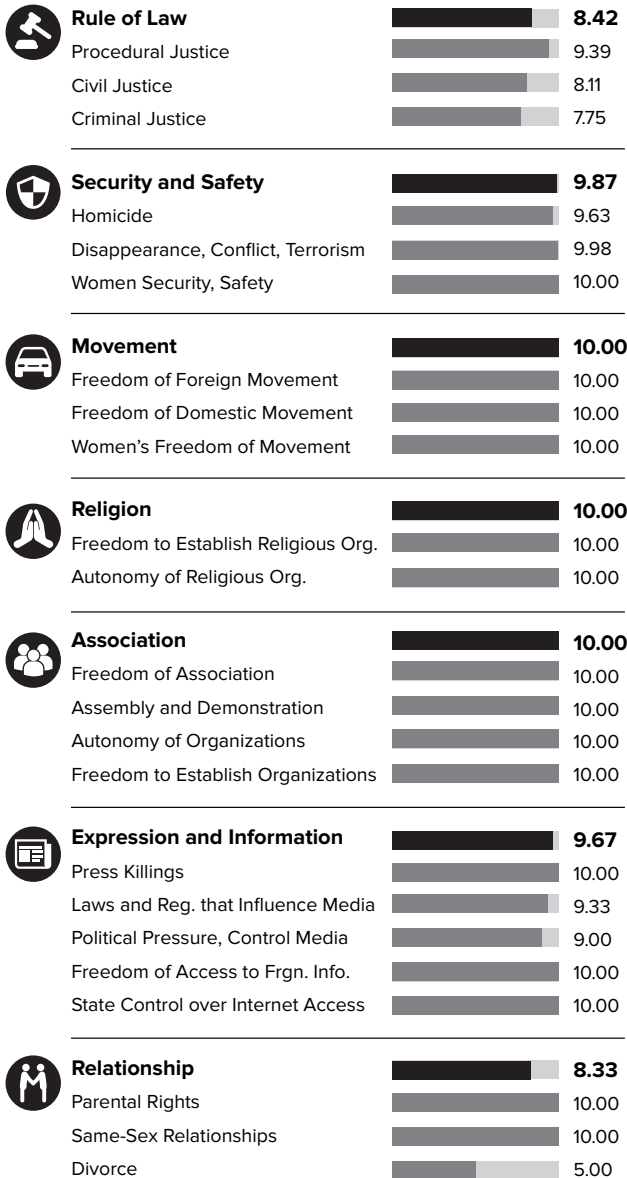 Rule of Law 8.42
Procedural Justice 9.39
Civil Justice 8.11
Criminal Justice 7.75
Security and Safety 9.87
Homicide 9.63
Disappearance, Conflict, Terrorism 9.98
Women Security, Safety 10.00
Movement 10.00
Freedom of Foreign Movement 10.00
Freedom of Domestic Movement 10.00
Women's Freedom of Movement 10.00
Religion 10.00
Freedom to Establish Religious Org. 10.00
Autonomy of Religious Org. 10.00
Association 10.00
Freedom of Association 10.00
Assembly and Demonstration 10.00
Autonomy of Organizations 10.00
Freedom to Establish Organizations 10.00
Expression and Information 9.67
Press Killings 10.00
Laws and Reg. that Influence Media 9.33
Political Pressure, Control Media 9.00
Freedom of Access to Frgn. Info. 10.00
State Control over Internet Access 10.00
Relationship 8.33
Parental Rights 10.00
Same-Sex Relationships 10.00
Divorce 5.00